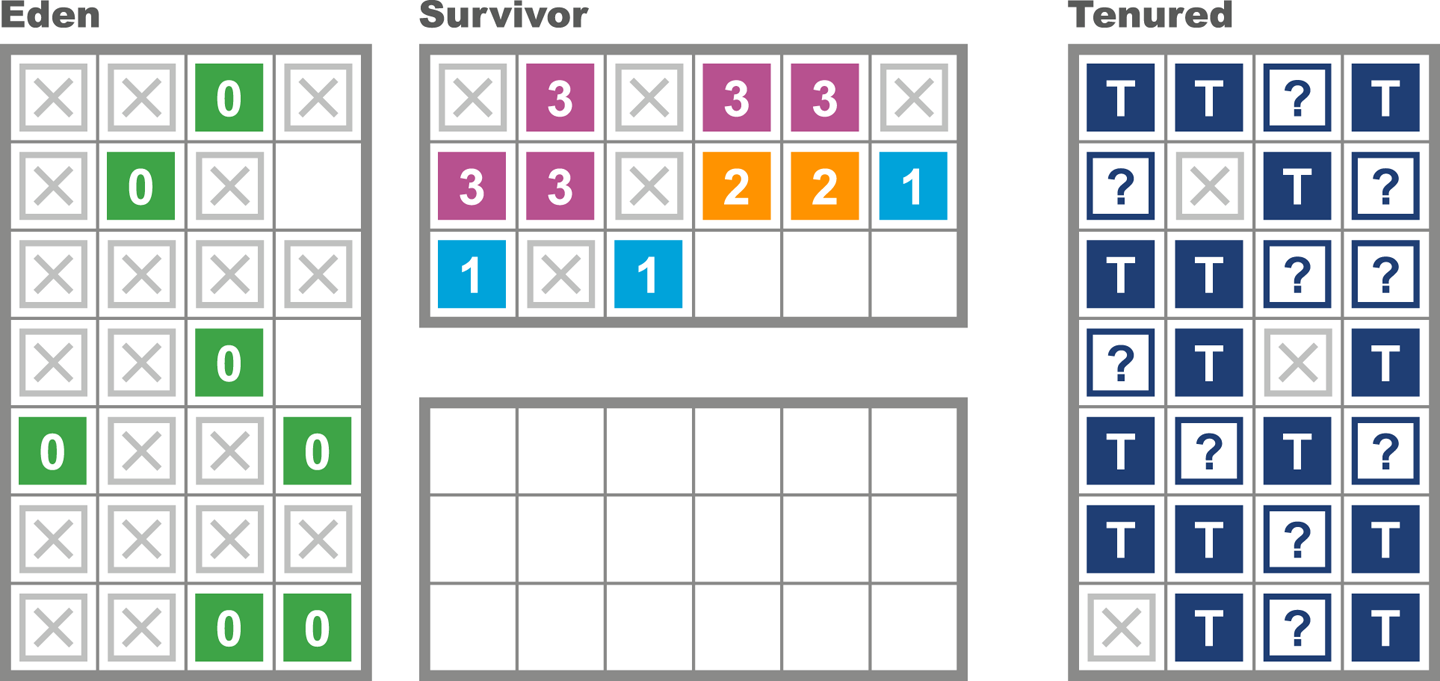 Eden
0
0
0
0 0
0 0
Survivor
3 3 3
3 3 2 2 1
1 1
Tenured
T T ? T
? T ?
T T ? ?
? T T
T ? T ?
T T ? T
T ? T